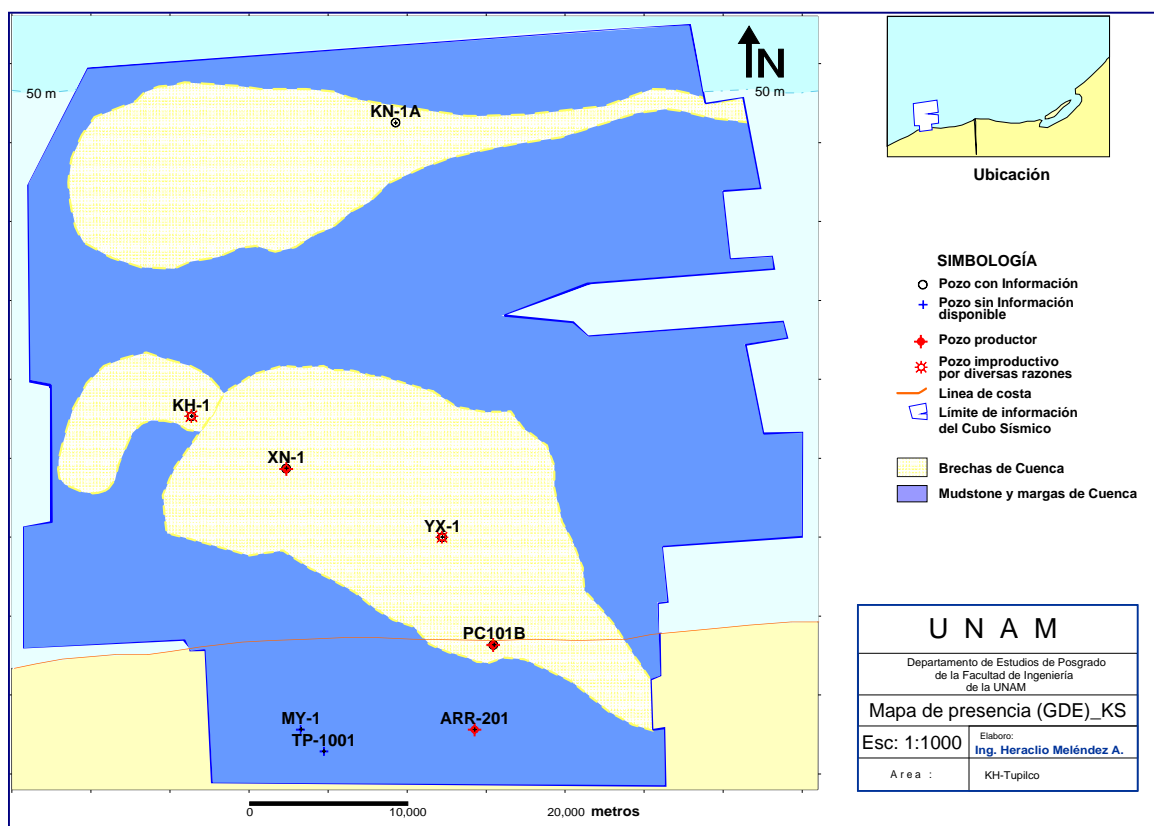 50 m
50 m
N
KN-1A
KH-1
XN-1
YX-1
PC101B
MY-1
TP-1001
ARR-201
0
10,000
20,000
metros
Ubicación
SIMBOLOGÍA
Pozo con Información
Pozo sin Información
disponible
Pozo productor
Pozo improductivo
por diversas razones
Linea de costa
Límite de información
del Cubo Sísmico
Brechas de Cuenca
Mudstone y margas de Cuenca
U N A M
Departamento de Estudios de Posgrado
de la Facultad de Ingeniería
de la UNAM
Mapa de presencia (GDE)_KS
Esc: 1:1000
Elaboro:
Ing. Heraclio Meléndez A.
Area :
KH-Tupilco